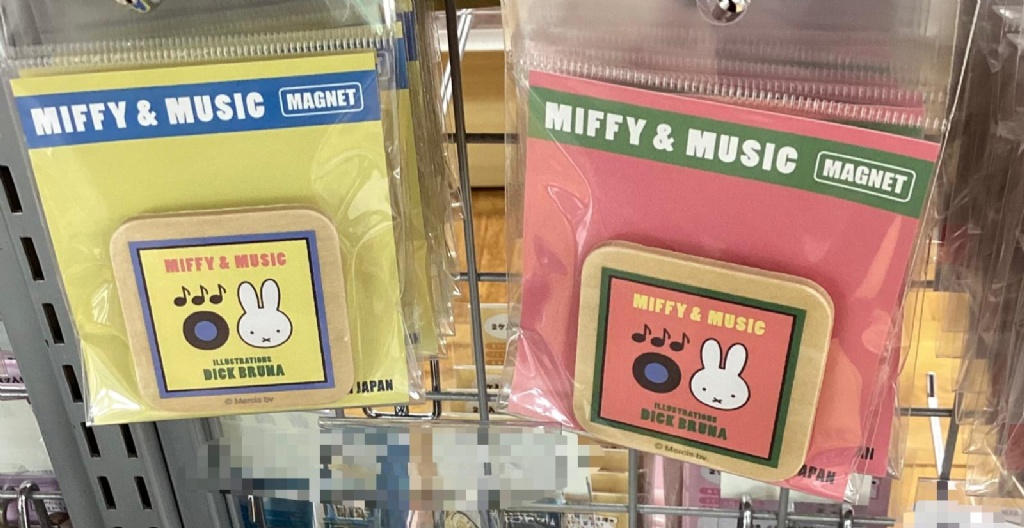 MIFFY & MUSIC MAGNET
MIFFY & MUSIC
ILLUSTRATIONS
DICK BRUNA
© Mercis bv
JAPAN
MIFFY & MUSIC MAGNET
MIFFY & MUSIC
ILLUSTRATIONS
DICK BRUNA
© Mercis bv
JAPAN